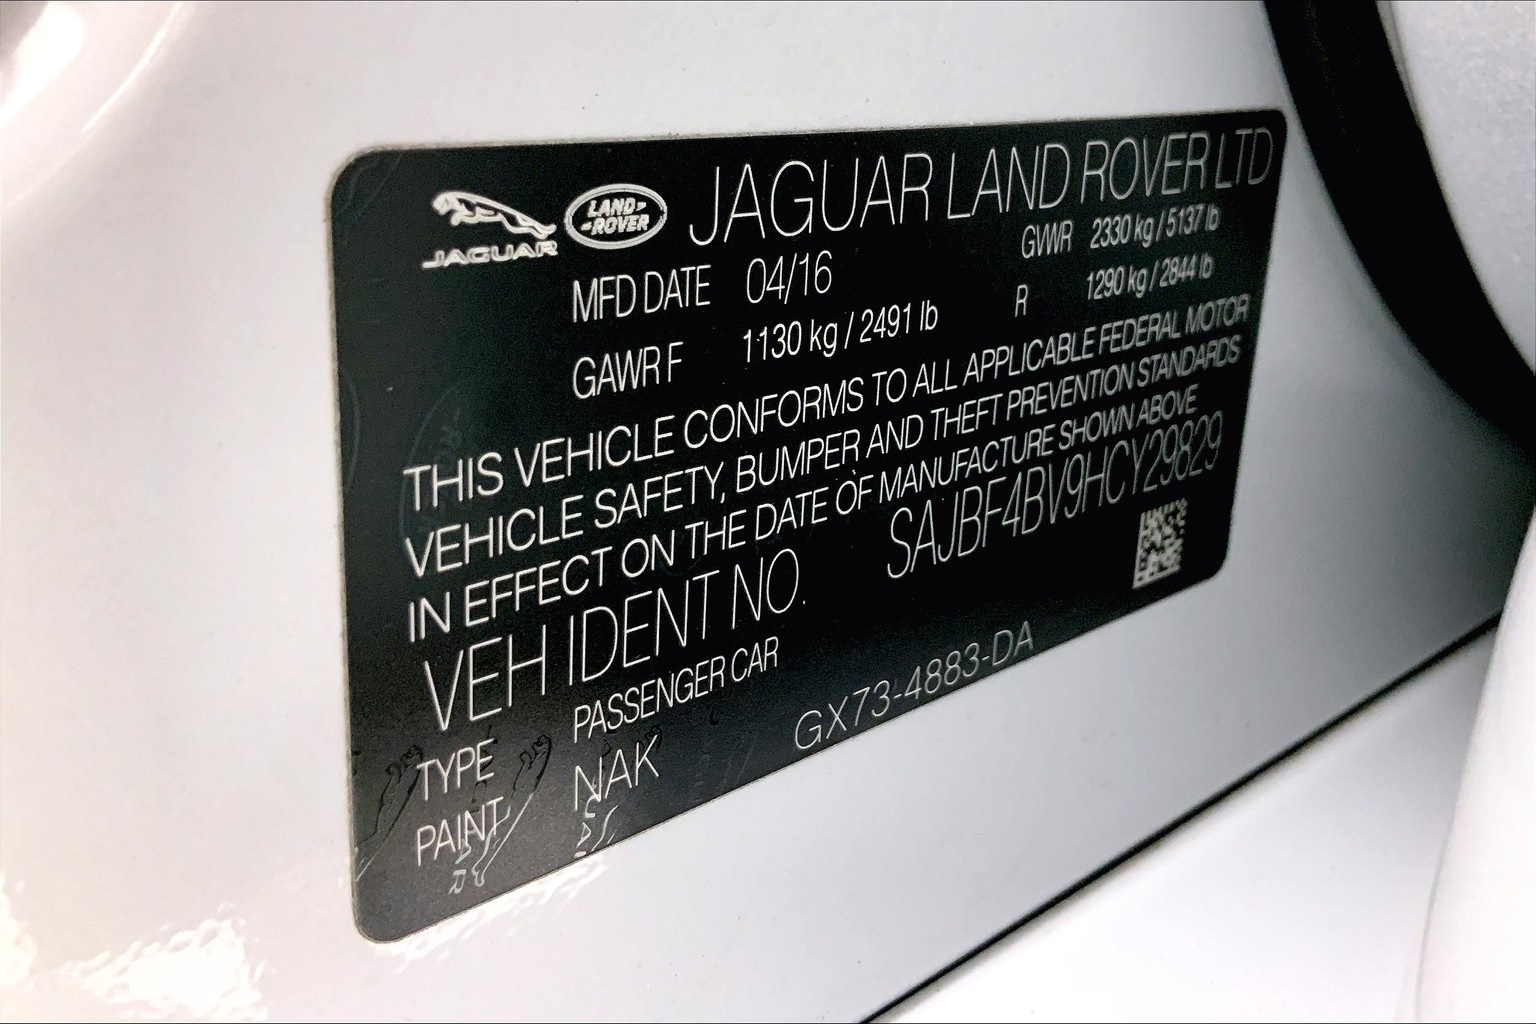 JAGUAR LAND ROVER JAGUAR LAND ROVER LTD
MFD DATE 04/16 GVWR 2330 kg / 5137 lb
GAWR F 1130 kg / 2491 lb R 1290 kg / 2844 lb
THIS VEHICLE CONFORMS TO ALL APPLICABLE FEDERAL MOTOR
VEHICLE SAFETY, BUMPER AND THEFT PREVENTION STANDARDS
IN EFFECT ON THE DATE OF MANUFACTURE SHOWN ABOVE
VEH IDENT NO. SAJBF4BV9HCY29829
TYPE PASSENGER CAR
PAINT NAK GX73-4883-DA